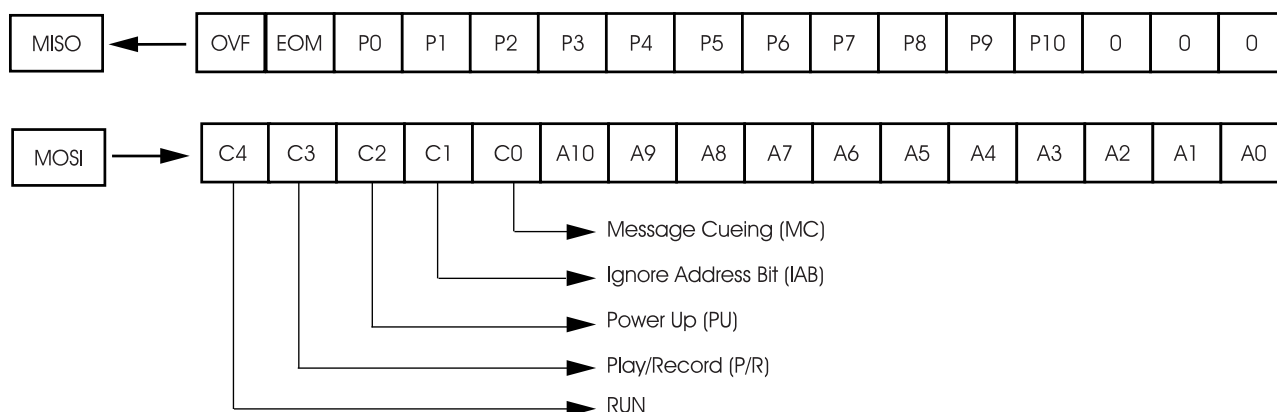 MISO OVF EOM P0 P1 P2 P3 P4 P5 P6 P7 P8 P9 P10 0 0 0
MOSI C4 C3 C2 C1 C0 A10 A9 A8 A7 A6 A5 A4 A3 A2 A1 A0
Message Cueing (MC)
Ignore Address Bit (IAB)
Power Up (PU)
Play/Record (P/R)
RUN